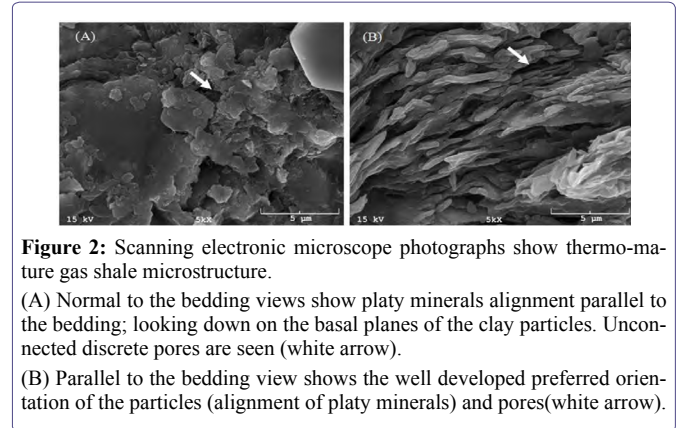 (A)
(B)
15 kV
5kX
5 µm
15 kV
5kX
5 µm
Figure 2: Scanning electronic microscope photographs show thermo-ma-
ture gas shale microstructure.
(A) Normal to the bedding views show platy minerals alignment parallel to
the bedding; looking down on the basal planes of the clay particles. Uncon-
nected discrete pores are seen (white arrow).
(B) Parallel to the bedding view shows the well developed preferred orien-
tation of the particles (alignment of platy minerals) and pores(white arrow).